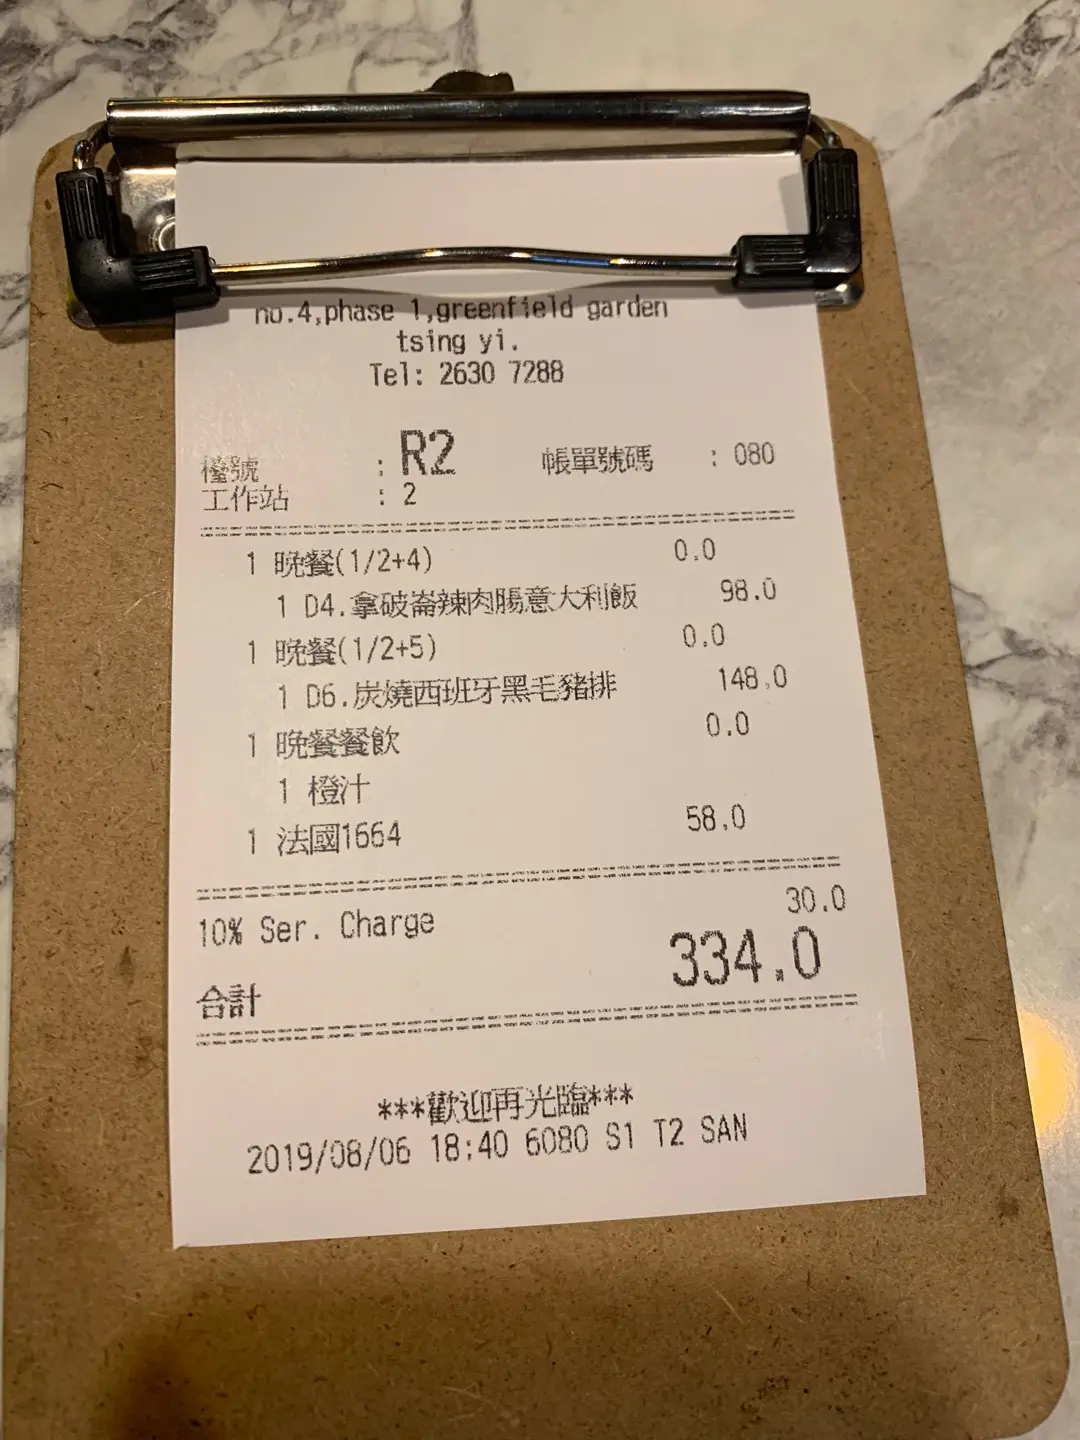 no.4,phase 1,greenfield garden
tsing yi.
Tel: 2630 7288
檯號 : R2 帳單號碼 : 080
工作站 : 2
1 晚餐(1/2+4) 0.0
1 D4.拿破崙辣肉腸意大利飯 98.0
1 晚餐(1/2+5) 0.0
1 D6.炭燒西班牙黑毛豬排 148.0
1 晚餐餐飲 0.0
1 橙汁
1 法國1664 58.0
10% Ser. Charge 30.0
合計 334.0
***歡迎再光臨***
2019/08/06 18:40 6080 S1 T2 SAN